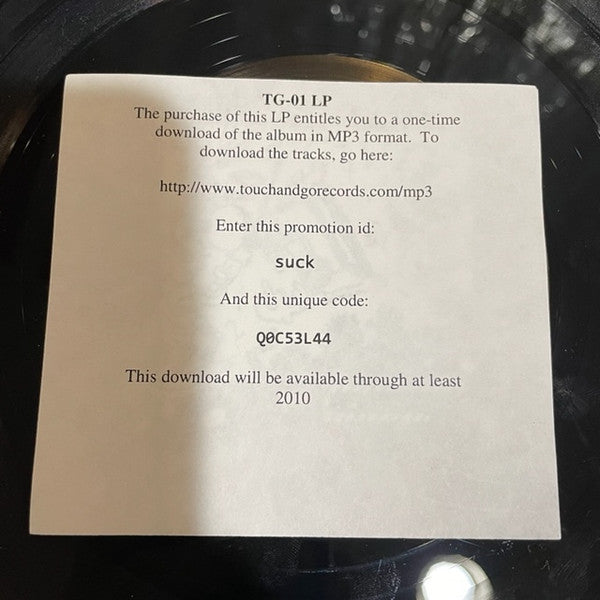 TG-01 LP
The purchase of this LP entitles you to a one-time
download of the album in MP3 format. To
download the tracks, go here:
http://www.touchandgorecords.com/mp3
Enter this promotion id:
suck
And this unique code:
Q0C53L44
This download will be available through at least
2010